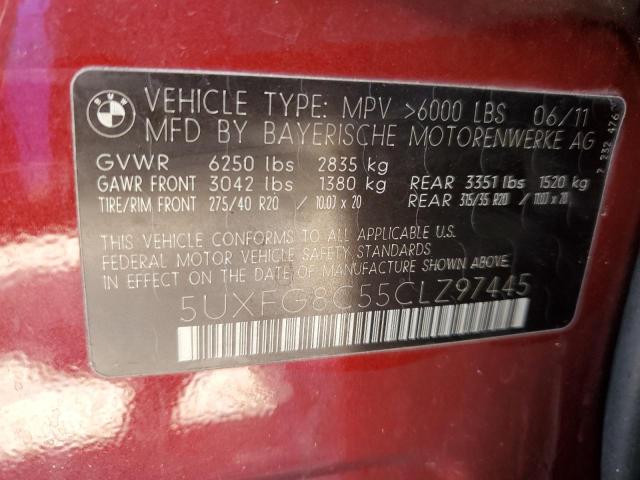 BMW
VEHICLE TYPE: MPV >6000 LBS 06/11
MFD BY BAYERISCHE MOTORENWERKE AG
GVWR 6250 lbs 2835 kg
GAWR FRONT 3042 lbs 1380 kg REAR 3351 lbs 1520 kg
TIRE/RIM FRONT 275/40 R20 / 10.07 x 20 REAR 315/35 R20 / 11.07 x 20
THIS VEHICLE CONFORMS TO ALL APPLICABLE U.S.
FEDERAL MOTOR VEHICLE SAFETY STANDARDS
IN EFFECT ON THE DATE OF MANUFACTURE SHOWN ABOVE.
5UXFG8C55CLZ97445
7 232 476